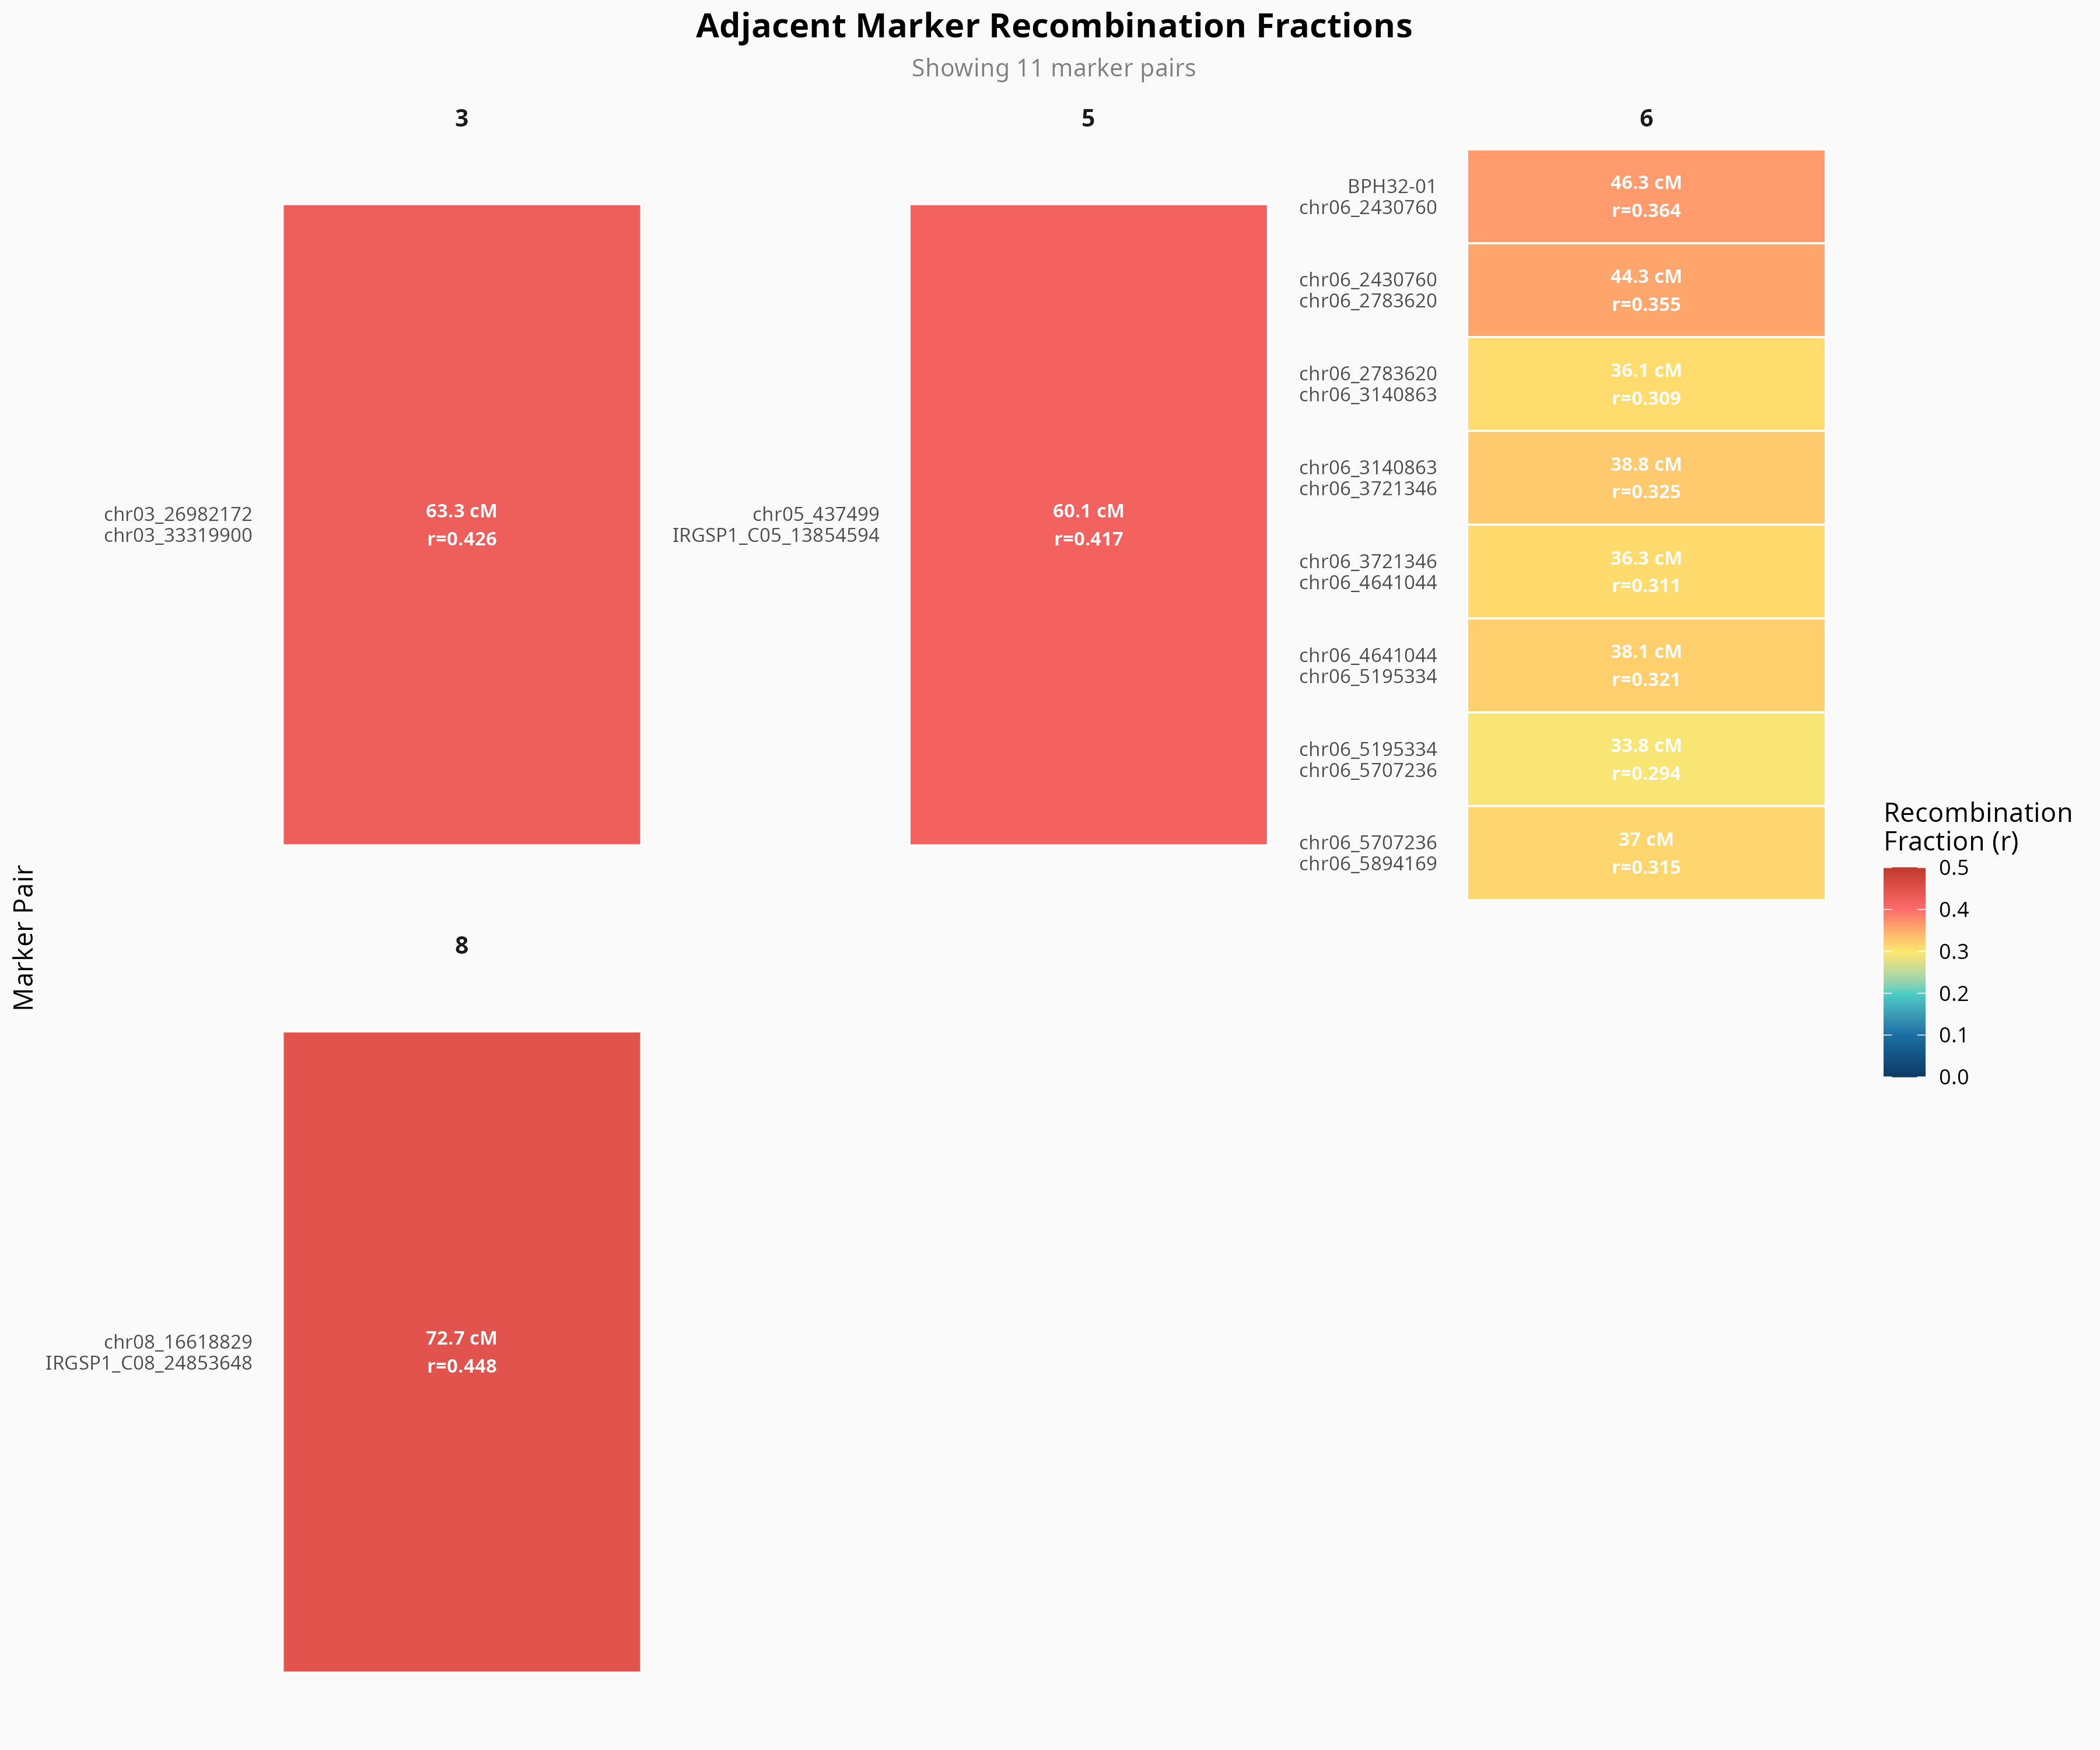 Adjacent Marker Recombination Fractions
Showing 11 marker pairs
3
chr03_26982172
chr03_33319900
63.3 cM
r=0.426
5
chr05_437499
IRGSP1_C05_13854594
60.1 cM
r=0.417
6
BPH32-01
chr06_2430760
46.3 cM
r=0.364
chr06_2430760
chr06_2783620
44.3 cM
r=0.355
chr06_2783620
chr06_3140863
36.1 cM
r=0.309
chr06_3140863
chr06_3721346
38.8 cM
r=0.325
chr06_3721346
chr06_4641044
36.3 cM
r=0.311
chr06_4641044
chr06_5195334
38.1 cM
r=0.321
chr06_5195334
chr06_5707236
33.8 cM
r=0.294
chr06_5707236
chr06_5894169
37 cM
r=0.315
8
chr08_16618829
IRGSP1_C08_24853648
72.7 cM
r=0.448
Marker Pair
Recombination
Fraction (r)
0.5
0.4
0.3
0.2
0.1
0.0